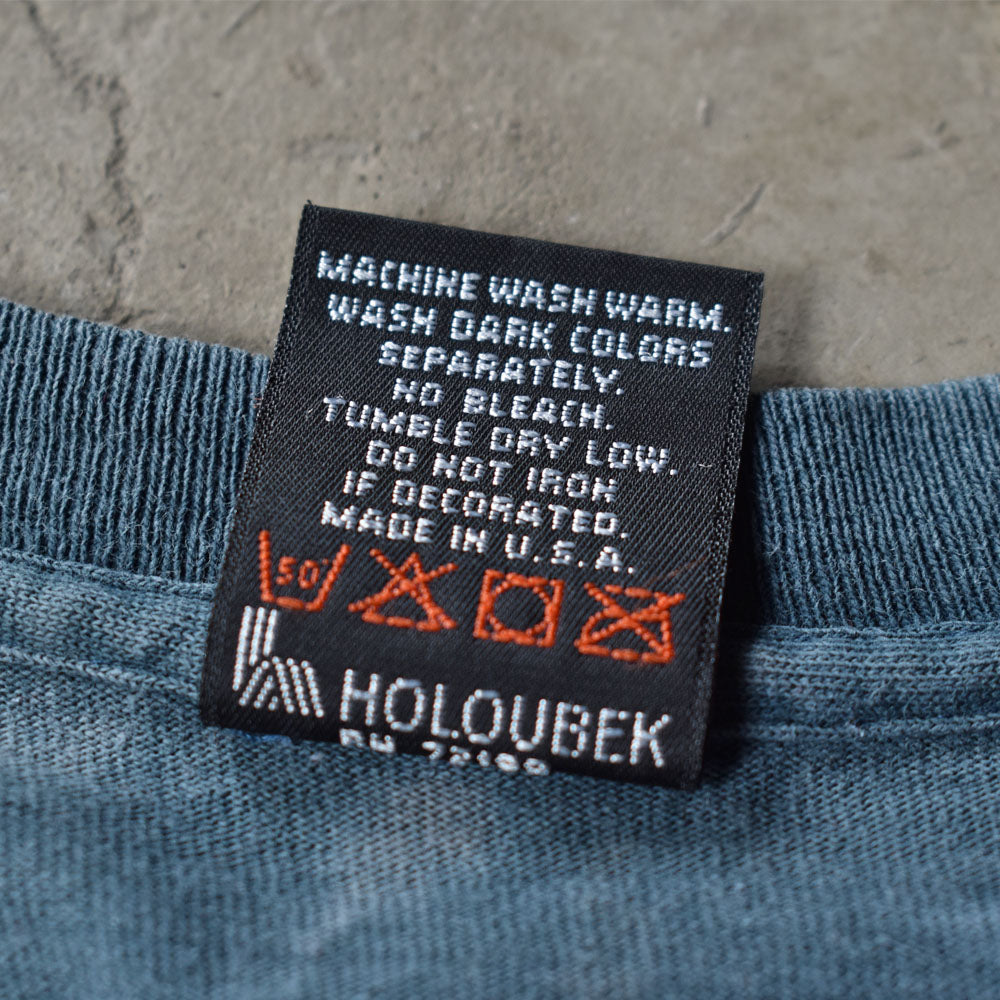 MACHINE WASH WARM.
WASH DARK COLORS
SEPARATELY.
NO BLEACH.
TUMBLE DRY LOW.
DO NOT IRON
IF DECORATED.
MADE IN U.S.A.
50°
HOLOUBEK